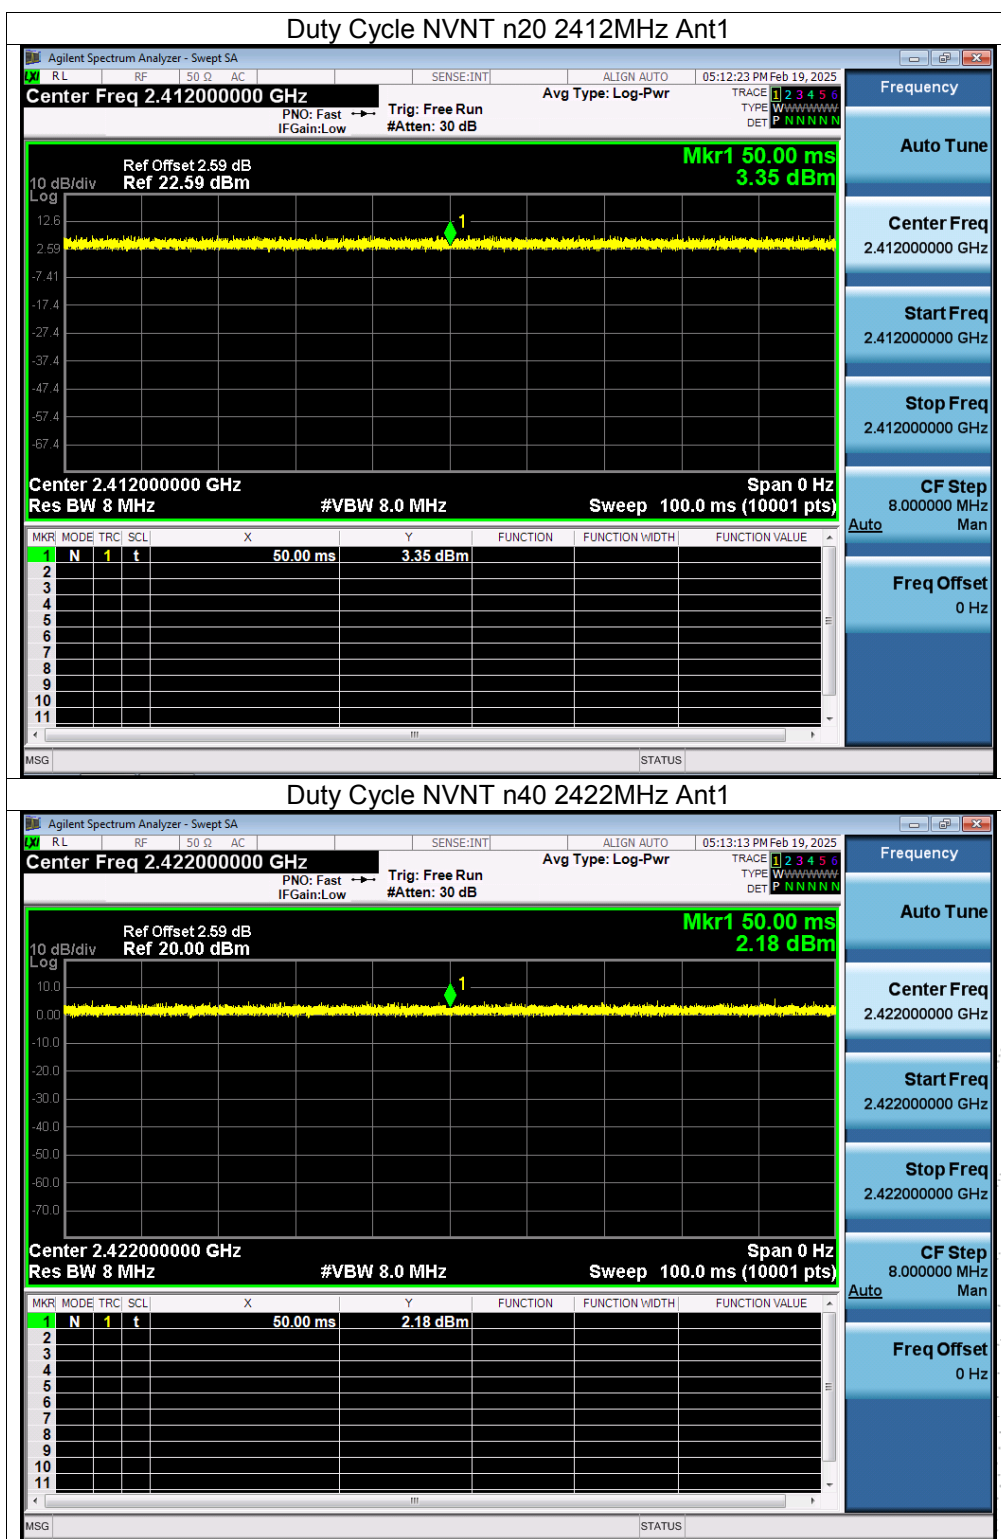 Duty Cycle NVNT n20 2412MHz Ant1
Agilent Spectrum Analyzer - Swept SA
LXI RL RF 50 Ω AC SENSE:INT ALIGN AUTO 05:12:23 PM Feb 19, 2025
Center Freq 2.412000000 GHz
PNO: Fast
IFGain:Low
Trig: Free Run
#Atten: 30 dB
Avg Type: Log-Pwr
TRACE 1 2 3 4 5 6
TYPE WWWWWW
DET P N N N N N
Mkr1 50.00 ms
3.35 dBm
Ref Offset 2.59 dB
10 dB/div Ref 22.59 dBm
Log
12.6
2.59
-7.41
-17.4
-27.4
-37.4
-47.4
-57.4
-67.4
1
Center 2.412000000 GHz Span 0 Hz
Res BW 8 MHz #VBW 8.0 MHz Sweep 100.0 ms (10001 pts)
MKR MODE TRC SCL X Y FUNCTION FUNCTION WIDTH FUNCTION VALUE
1 N 1 t 50.00 ms 3.35 dBm
2
3
4
5
6
7
8
9
10
11
MSG STATUS
Frequency
Auto Tune
Center Freq
2.412000000 GHz
Start Freq
2.412000000 GHz
Stop Freq
2.412000000 GHz
CF Step
8.000000 MHz
Auto Man
Freq Offset
0 Hz
Duty Cycle NVNT n40 2422MHz Ant1
Agilent Spectrum Analyzer - Swept SA
LXI RL RF 50 Ω AC SENSE:INT ALIGN AUTO 05:13:13 PM Feb 19, 2025
Center Freq 2.422000000 GHz
PNO: Fast
IFGain:Low
Trig: Free Run
#Atten: 30 dB
Avg Type: Log-Pwr
TRACE 1 2 3 4 5 6
TYPE WWWWWW
DET P N N N N N
Mkr1 50.00 ms
2.18 dBm
Ref Offset 2.59 dB
10 dB/div Ref 20.00 dBm
Log
10.0
0.00
-10.0
-20.0
-30.0
-40.0
-50.0
-60.0
-70.0
1
Center 2.422000000 GHz Span 0 Hz
Res BW 8 MHz #VBW 8.0 MHz Sweep 100.0 ms (10001 pts)
MKR MODE TRC SCL X Y FUNCTION FUNCTION WIDTH FUNCTION VALUE
1 N 1 t 50.00 ms 2.18 dBm
2
3
4
5
6
7
8
9
10
11
MSG STATUS
Frequency
Auto Tune
Center Freq
2.422000000 GHz
Start Freq
2.422000000 GHz
Stop Freq
2.422000000 GHz
CF Step
8.000000 MHz
Auto Man
Freq Offset
0 Hz